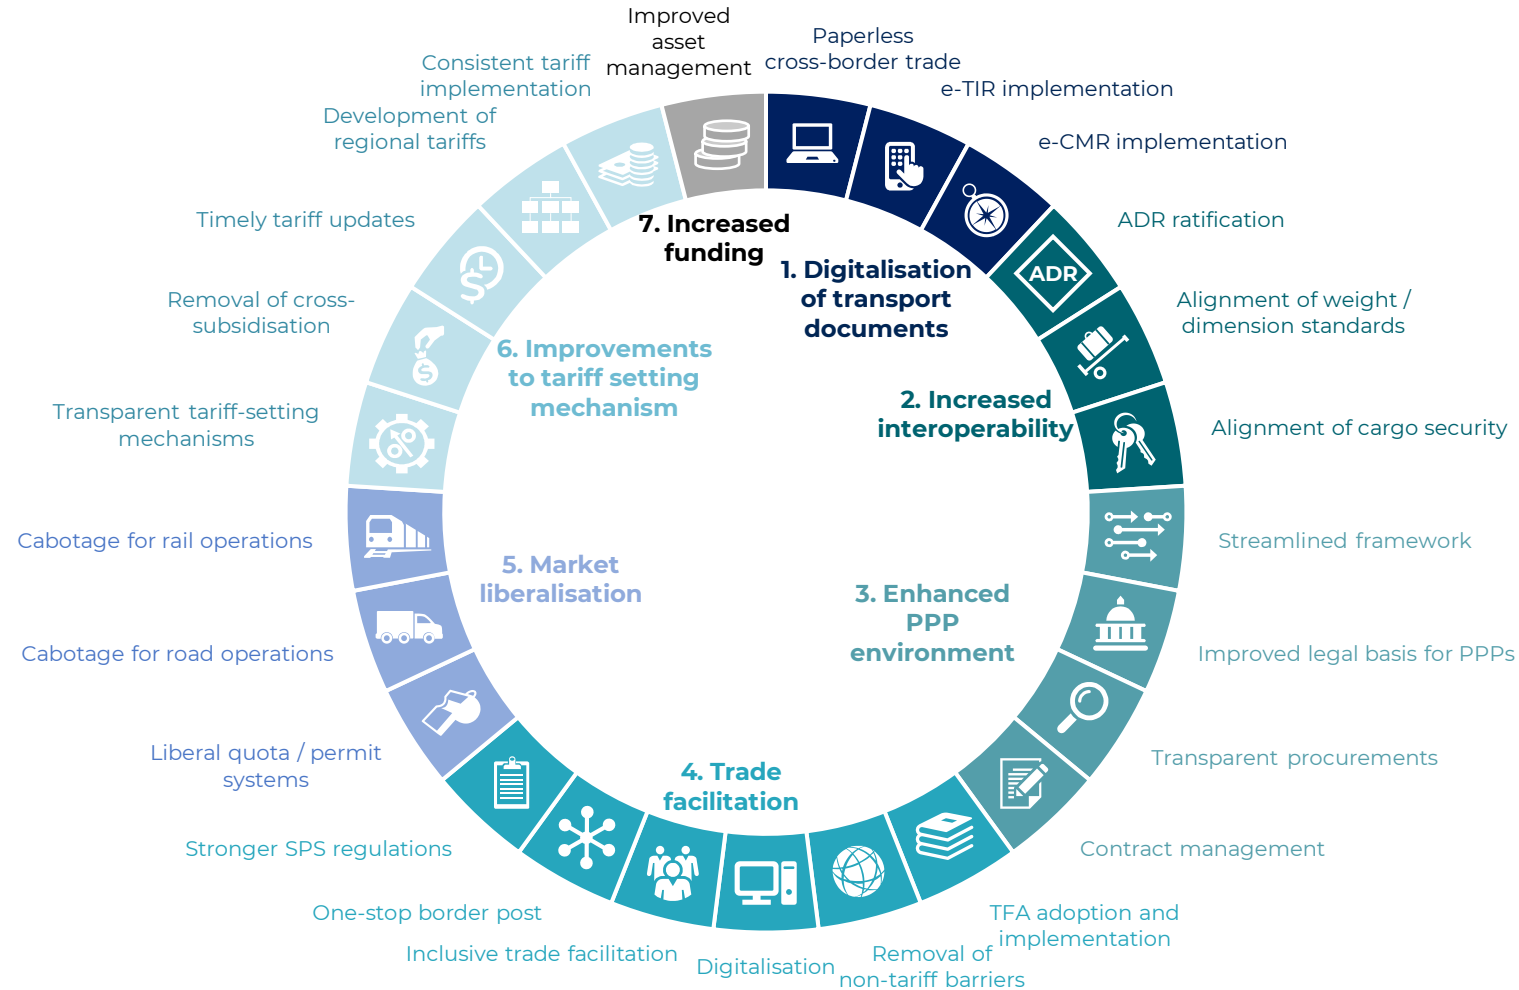 Improved
asset
management
Paperless
cross-border trade
e-TIR implementation
e-CMR implementation
ADR ratification
ADR
Alignment of weight /
dimension standards
Alignment of cargo security
Streamlined framework
Improved legal basis for PPPs
Transparent procurements
Contract management
TFA adoption and
implementation
Removal of
non-tariff barriers
Digitalisation
Inclusive trade facilitation
One-stop border post
Stronger SPS regulations
Liberal quota / permit
systems
Cabotage for road operations
Cabotage for rail operations
Transparent tariff-setting
mechanisms
Removal of cross-
subsidisation
Timely tariff updates
Development of
regional tariffs
Consistent tariff
implementation
7. Increased
funding
1. Digitalisation
of transport
documents
2. Increased
interoperability
3. Enhanced
PPP
environment
4. Trade
facilitation
5. Market
liberalisation
6. Improvements
to tariff setting
mechanism